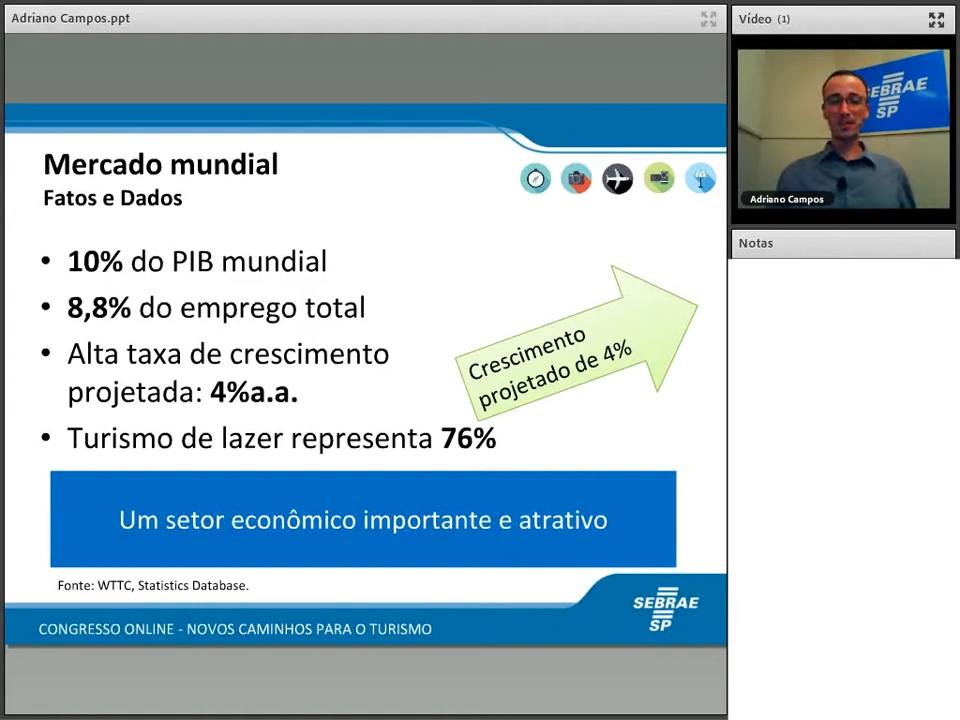 Adriano Campos.ppt
Mercado mundial
Fatos e Dados
• 10% do PIB mundial
• 8,8% do emprego total
• Alta taxa de crescimento
projetada: 4%a.a.
• Turismo de lazer representa 76%
Crescimento
projetado de 4%
Um setor econômico importante e atrativo
Fonte: WTTC, Statistics Database.
SEBRAE
SP
CONGRESSO ONLINE - NOVOS CAMINHOS PARA O TURISMO
Vídeo (1)
SEBRAE
SP
Adriano Campos
Notas